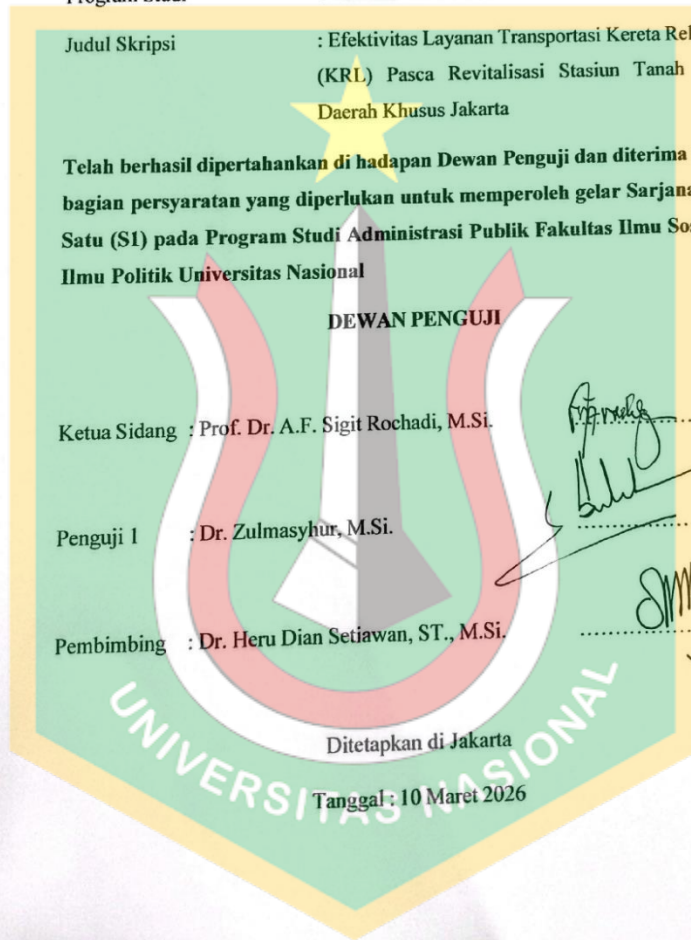 Program Studi
Judul Skripsi : Efektivitas Layanan Transportasi Kereta Rel
(KRL) Pasca Revitalisasi Stasiun Tanah
Daerah Khusus Jakarta
Telah berhasil dipertahankan di hadapan Dewan Penguji dan diterima
bagian persyaratan yang diperlukan untuk memperoleh gelar Sarjana
Satu (S1) pada Program Studi Administrasi Publik Fakultas Ilmu Sos
Ilmu Politik Universitas Nasional
DEWAN PENGUJI
Ketua Sidang : Prof. Dr. A.F. Sigit Rochadi, M.Si.
Penguji 1 : Dr. Zulmasyhur, M.Si.
Pembimbing : Dr. Heru Dian Setiawan, ST., M.Si.
Ditetapkan di Jakarta
Tanggal : 10 Maret 2026
UNIVERSITAS NASIONAL